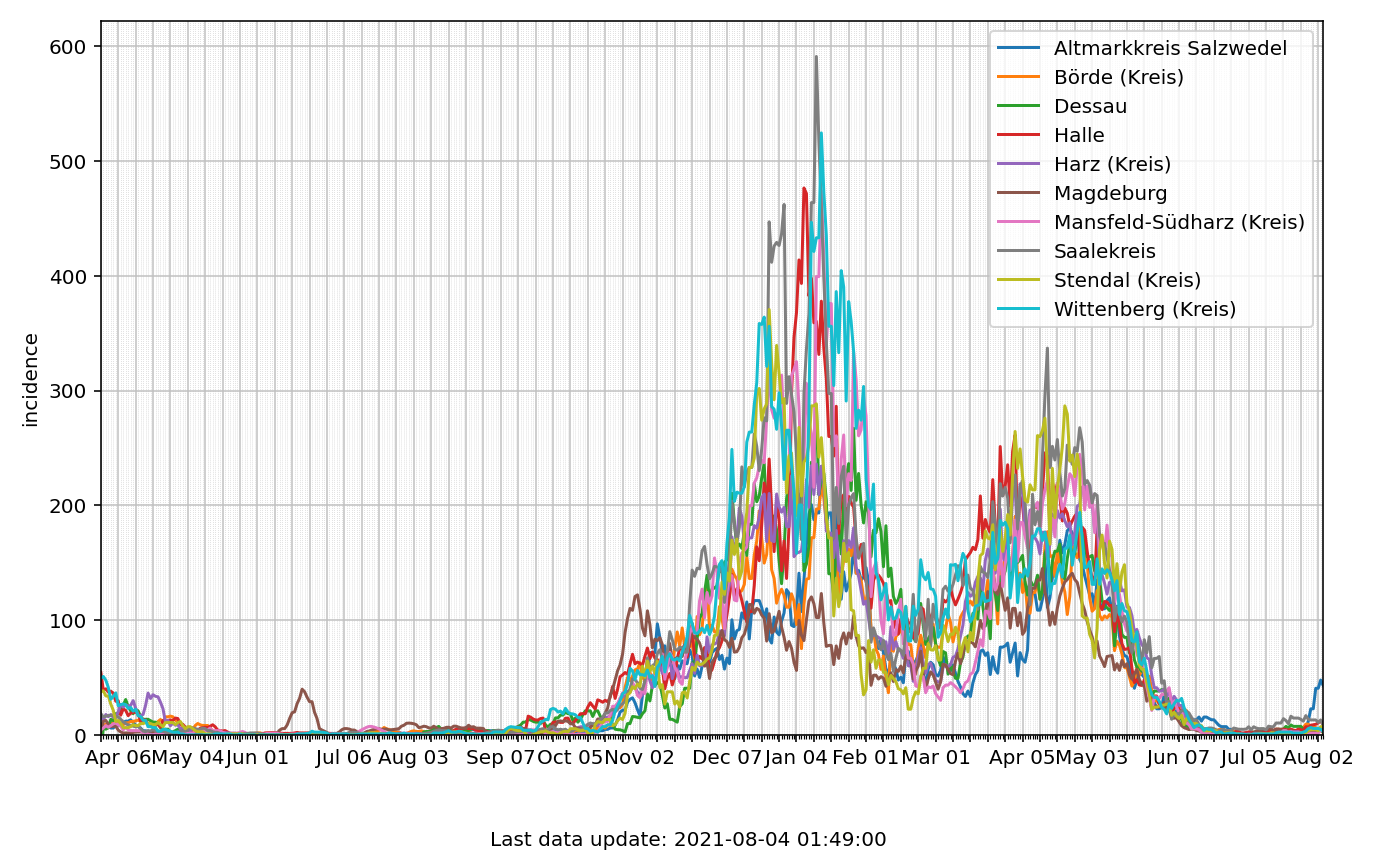 600
500
400
300
200
100
0
incidence
Altmarkkreis Salzwedel
Börde (Kreis)
Dessau
Halle
Harz (Kreis)
Magdeburg
Mansfeld-Südharz (Kreis)
Saalekreis
Stendal (Kreis)
Wittenberg (Kreis)
Apr 06 May 04 Jun 01 Jul 06 Aug 03 Sep 07 Oct 05 Nov 02 Dec 07 Jan 04 Feb 01 Mar 01 Apr 05 May 03 Jun 07 Jul 05 Aug 02
Last data update: 2021-08-04 01:49:00